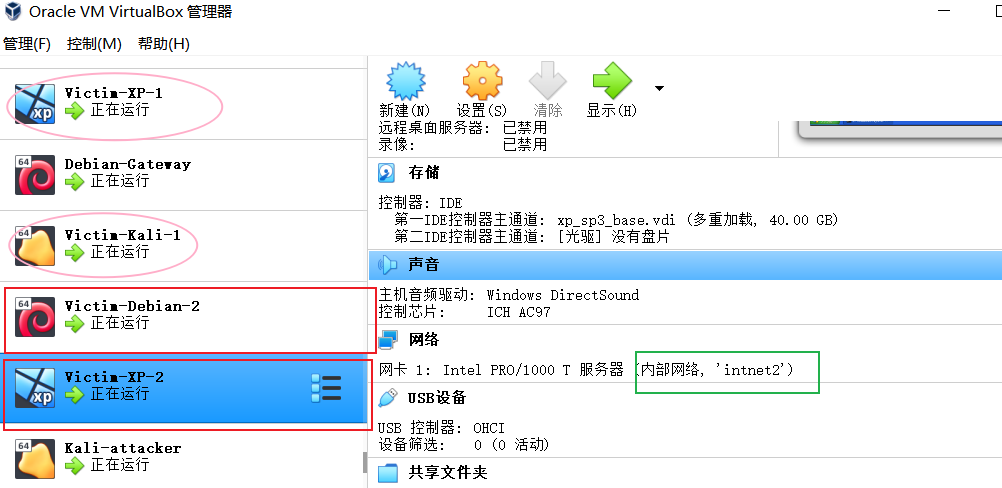 Oracle VM VirtualBox 管理器
管理(F) 控制(M) 帮助(H)
Victim-XP-1
正在运行
64
Debian-Gateway
正在运行
64
Victim-Kali-1
正在运行
64
Victim-Debian-2
正在运行
Victim-XP-2
正在运行
64
Kali-attacker
正在运行
xp
xp
新建(N) 设置(S) 清除 显示(H)
远程桌面服务器: 已禁用
录像: 已禁用
存储
控制器: IDE
第一IDE控制器主通道: xp_sp3_base.vdi (多重加载, 40.00 GB)
第二IDE控制器主通道: [光驱] 没有盘片
声音
主机音频驱动: Windows DirectSound
控制芯片: ICH AC97
网络
网卡 1: Intel PRO/1000 T 服务器 (内部网络, 'intnet2')
USB设备
USB 控制器: OHCI
设备筛选: 0 (0 活动)
共享文件夹